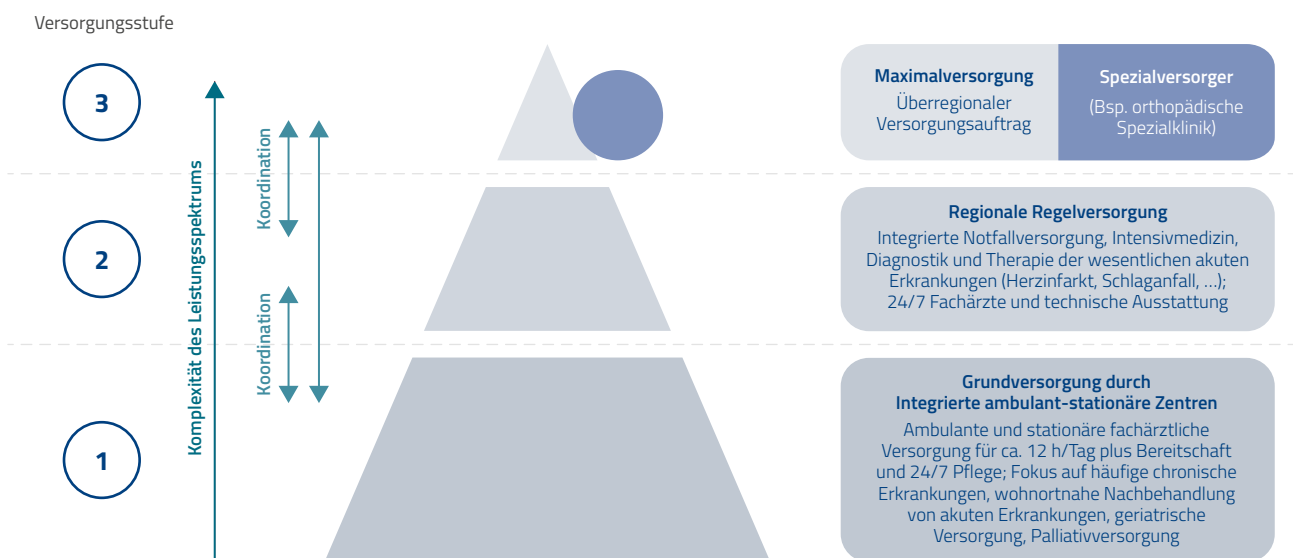 Versorgungsstufe
3
Komplexität des Leistungsspektrums
Koordination
Maximalversorgung
Überregionaler
Versorgungsauftrag
Spezialversorger
(Bsp. orthopädische
Spezialklinik)
2
Koordination
Regionale Regelversorgung
Integrierte Notfallversorgung, Intensivmedizin,
Diagnostik und Therapie der wesentlichen akuten
Erkrankungen (Herzinfarkt, Schlaganfall, ...);
24/7 Fachärzte und technische Ausstattung
1
Grundversorgung durch
Integrierte ambulant-stationäre Zentren
Ambulante und stationäre fachärztliche
Versorgung für ca. 12 h/Tag plus Bereitschaft
und 24/7 Pflege; Fokus auf häufige chronische
Erkrankungen, wohnortnahe Nachbehandlung
von akuten Erkrankungen, geriatrische
Versorgung, Palliativversorgung